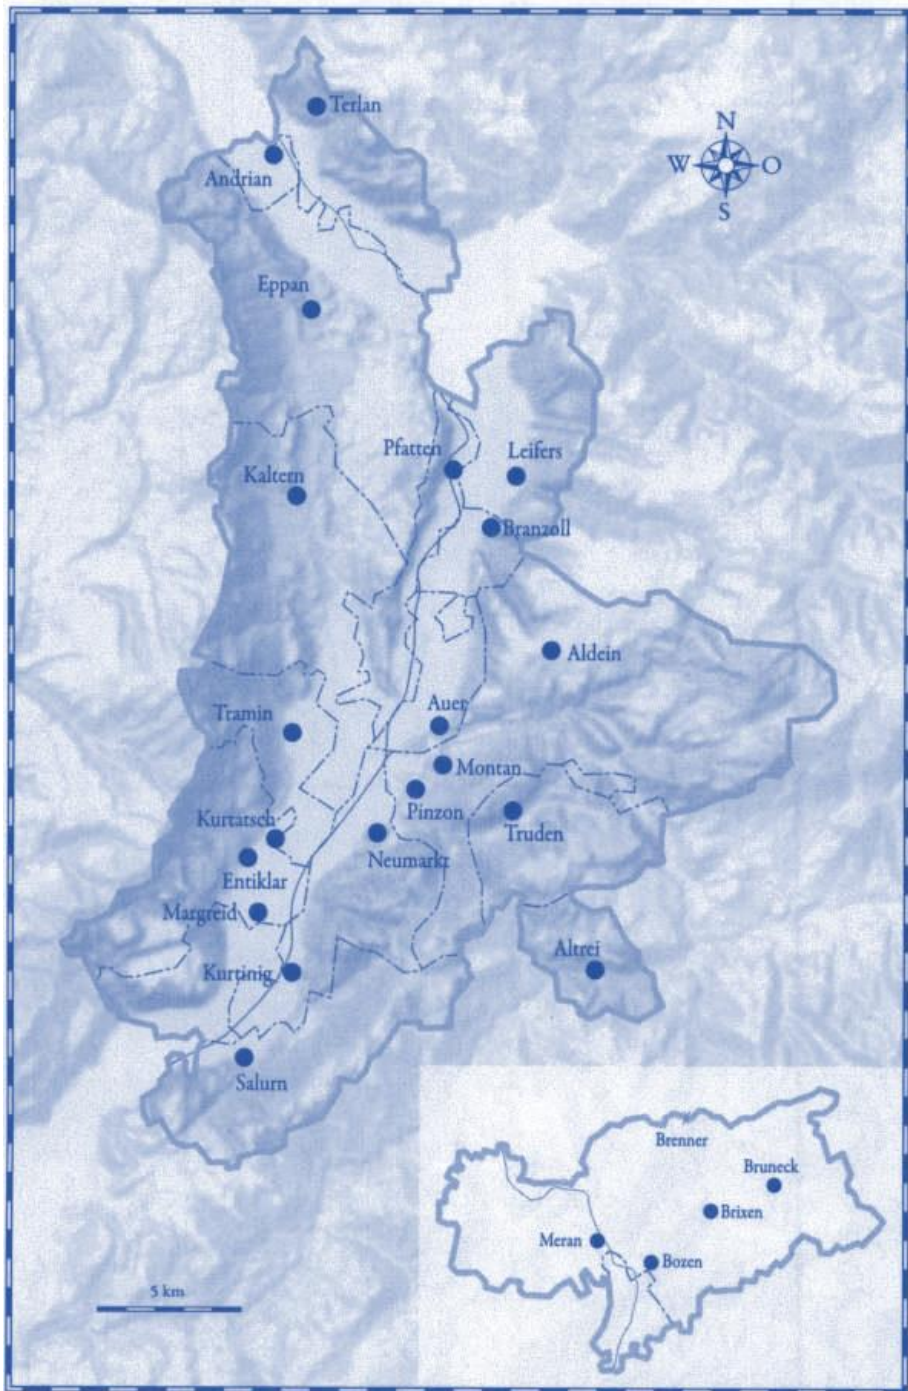 Terlan
N
W
O
S
Andrian
Eppan
Pfatten
Leifers
Kaltern
Branzoll
Aldein
Auer
Tramin
Montan
Pinzon
Kurtatsch
Truden
Neumarkt
Entiklar
Margreid
Altrei
Kurtinig
Salurn
Brenner
Bruneck
Brixen
Meran
Bozen
5 km